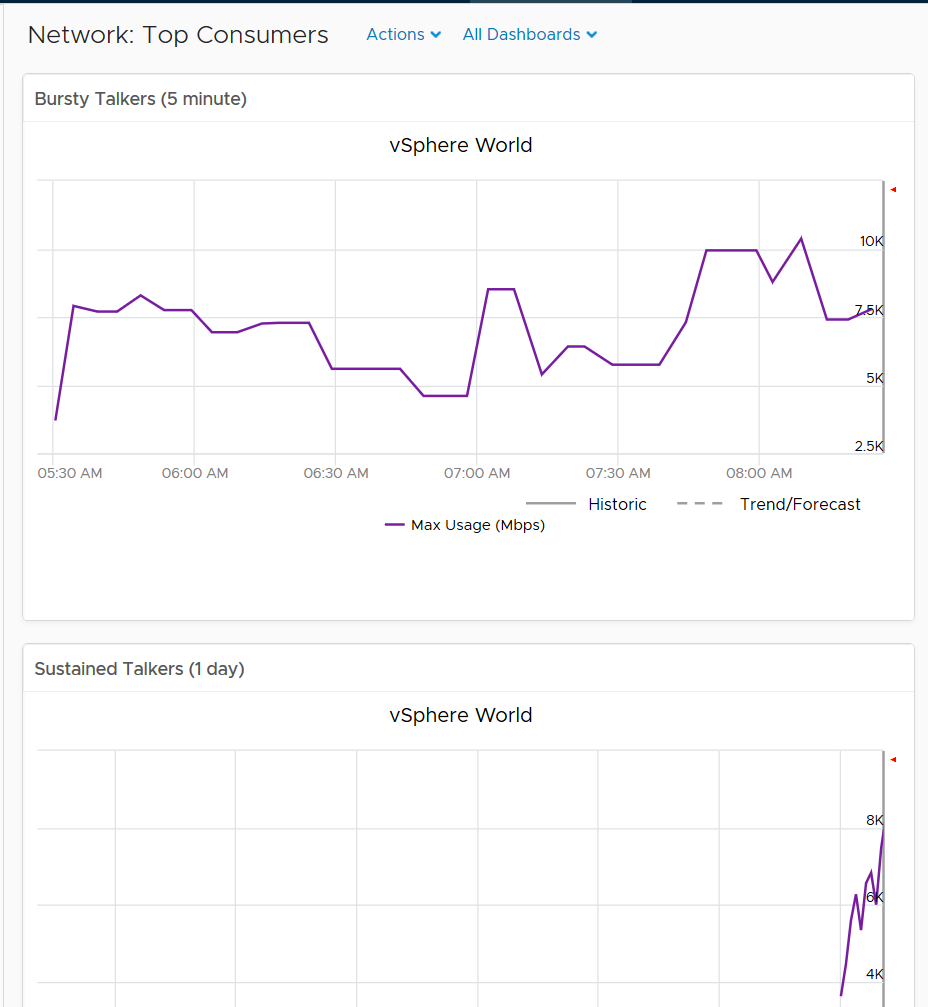 Network: Top Consumers Actions All Dashboards
Bursty Talkers (5 minute)
vSphere World
10K
7.5K
5K
2.5K
05:30 AM 06:00 AM 06:30 AM 07:00 AM 07:30 AM 08:00 AM
Historic Trend/Forecast
Max Usage (Mbps)
Sustained Talkers (1 day)
vSphere World
8K
6K
4K